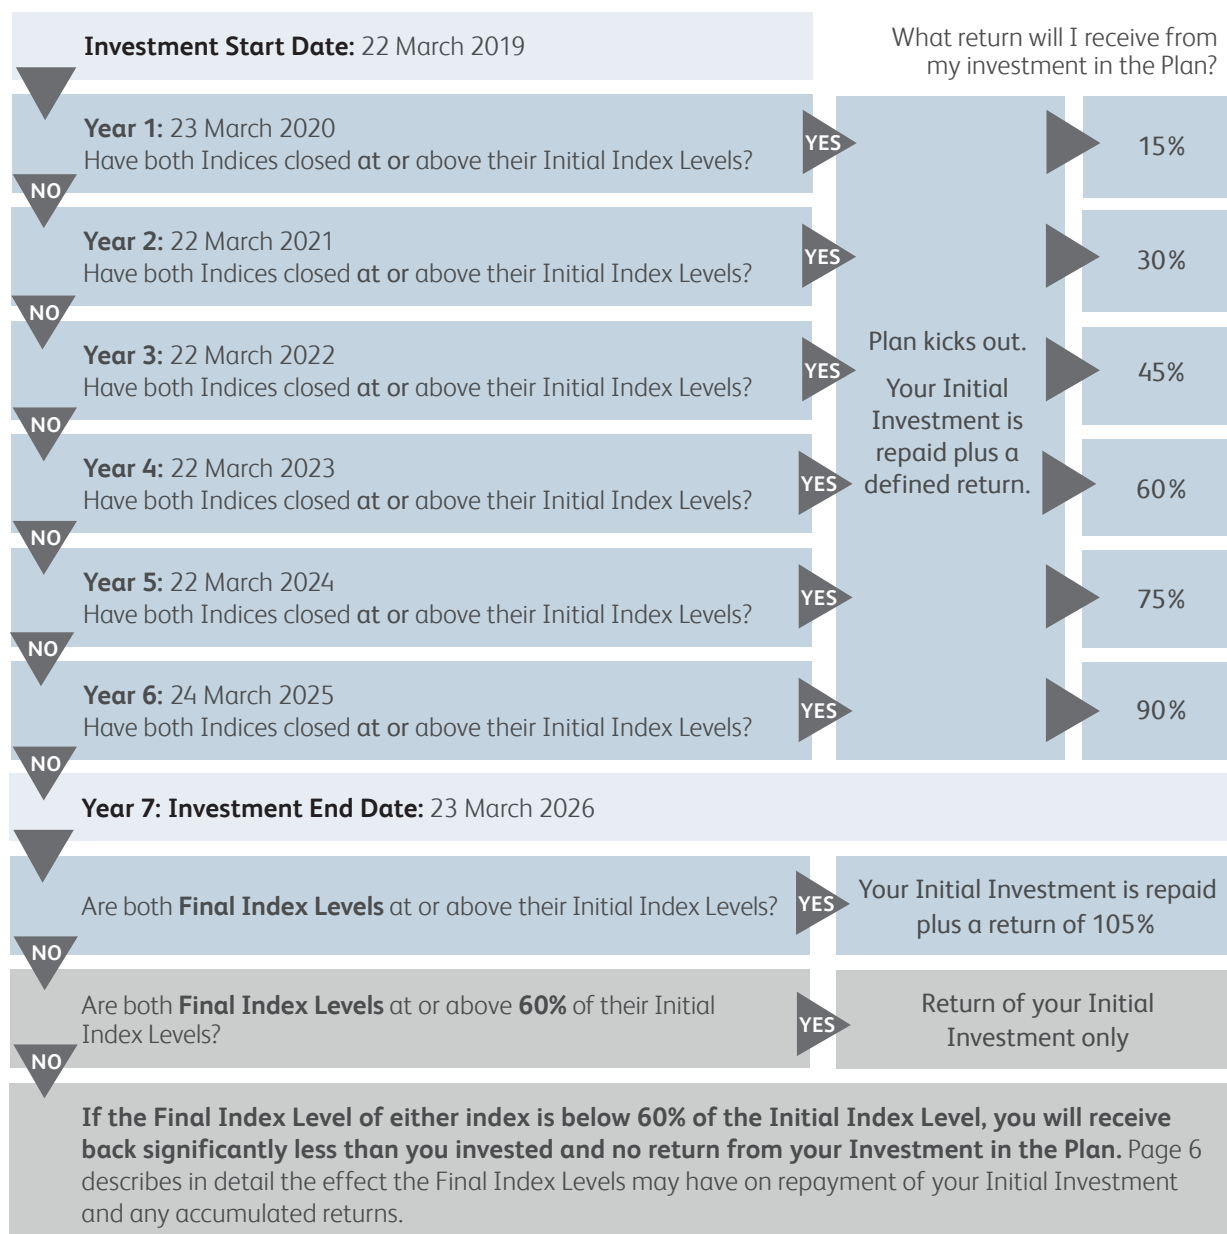 Investment Start Date: 22 March 2019
What return will I receive from
my investment in the Plan?
Year 1: 23 March 2020
Have both Indices closed at or above their Initial Index Levels?
YES
15%
NO
Year 2: 22 March 2021
Have both Indices closed at or above their Initial Index Levels?
YES
30%
NO
Year 3: 22 March 2022
Have both Indices closed at or above their Initial Index Levels?
YES
Plan kicks out.
Your Initial
Investment is
repaid plus a
defined return.
45%
NO
Year 4: 22 March 2023
Have both Indices closed at or above their Initial Index Levels?
YES
60%
NO
Year 5: 22 March 2024
Have both Indices closed at or above their Initial Index Levels?
YES
75%
NO
Year 6: 24 March 2025
Have both Indices closed at or above their Initial Index Levels?
YES
90%
NO
Year 7: Investment End Date: 23 March 2026
Are both Final Index Levels at or above their Initial Index Levels?
YES
Your Initial Investment is repaid
plus a return of 105%
NO
Are both Final Index Levels at or above 60% of their Initial
Index Levels?
YES
Return of your Initial
Investment only
NO
If the Final Index Level of either index is below 60% of the Initial Index Level, you will receive
back significantly less than you invested and no return from your Investment in the Plan. Page 6
describes in detail the effect the Final Index Levels may have on repayment of your Initial Investment
and any accumulated returns.